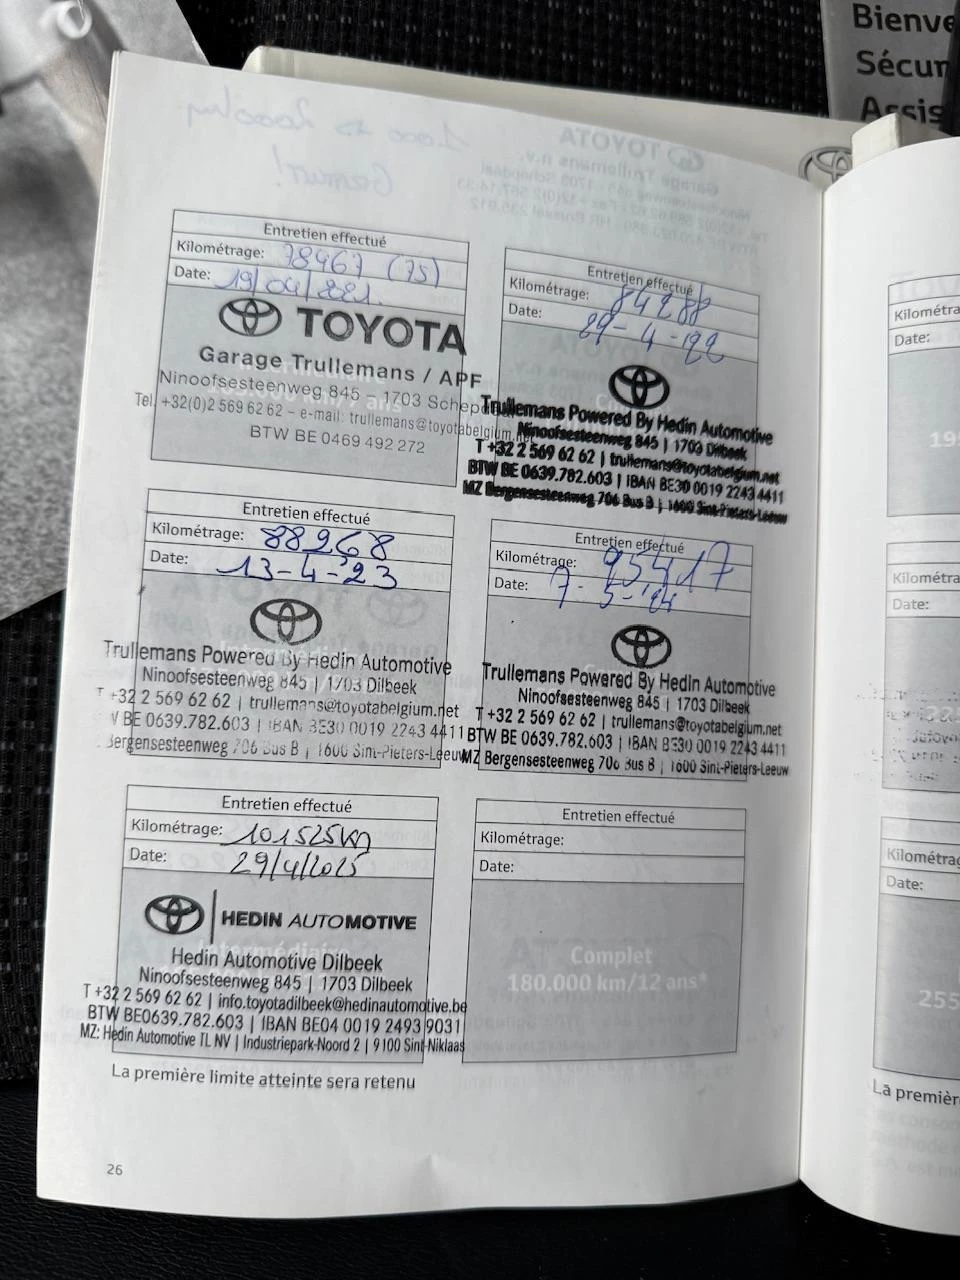 Bienve
Sécur
Assis
Entretien effectué
Kilométrage: 78467 (75)
Date: 19/04/2021.
TOYOTA
Garage Trullemans / APF
Ninoofsesteenweg 845 - 1703 Schepdaal
Tel. +32(0)2 569 62 62 – e-mail: trullemans@toyotabelgium.net
BTW BE 0469 492 272
Entretien effectué
Kilométrage:
Date:
Trullemans Powered By Hedin Automotive
Ninoofsesteenweg 845 | 1703 Dilbeek
T +32 2 569 62 62 | trullemans@toyotabelgium.net
BTW BE 0639.782.603 | IBAN BE30 0019 2243 4411
MZ Bergensesteenweg 706 Bus B | 1600 Sint-Pieters-Leeuw
Entretien effectué
Kilométrage: 88968
Date: 13-4-'23
Trullemans Powered By Hedin Automotive
Ninoofsesteenweg 845 | 1703 Dilbeek
T +32 2 569 62 62 | trullemans@toyotabelgium.net
V BE 0639.782.603 | IBAN BE30 0019 2243 4411
Bergensesteenweg 706 Bus B | 1600 Sint-Pieters-Leeuw
Entretien effectué
Kilométrage: 95417
Date: 7-5-'24
Trullemans Powered By Hedin Automotive
Ninoofsesteenweg 845 | 1703 Dilbeek
T +32 2 569 62 62 | trullemans@toyotabelgium.net
BTW BE 0639.782.603 | IBAN BE30 0019 2243 4411
MZ Bergensesteenweg 706 Bus B | 1600 Sint-Pieters-Leeuw
Entretien effectué
Kilométrage: 101525km
Date: 29/4/2025
HEDIN AUTOMOTIVE
Intermédiaire
Hedin Automotive Dilbeek
Ninoofsesteenweg 845 | 1703 Dilbeek
T +32 2 569 62 62 | info.toyotadilbeek@hedinautomotive.be
BTW BE0639.782.603 | IBAN BE04 0019 2493 9031
MZ: Hedin Automotive TL NV | Industriepark-Noord 2 | 9100 Sint-Niklaas
Entretien effectué
Kilométrage:
Date:
Complet
180.000 km/12 ans*
La première limite atteinte sera retenu
26
Kilométra
Date:
195
Kilométra
Date:
Kilométrag
Date:
255
La premièr